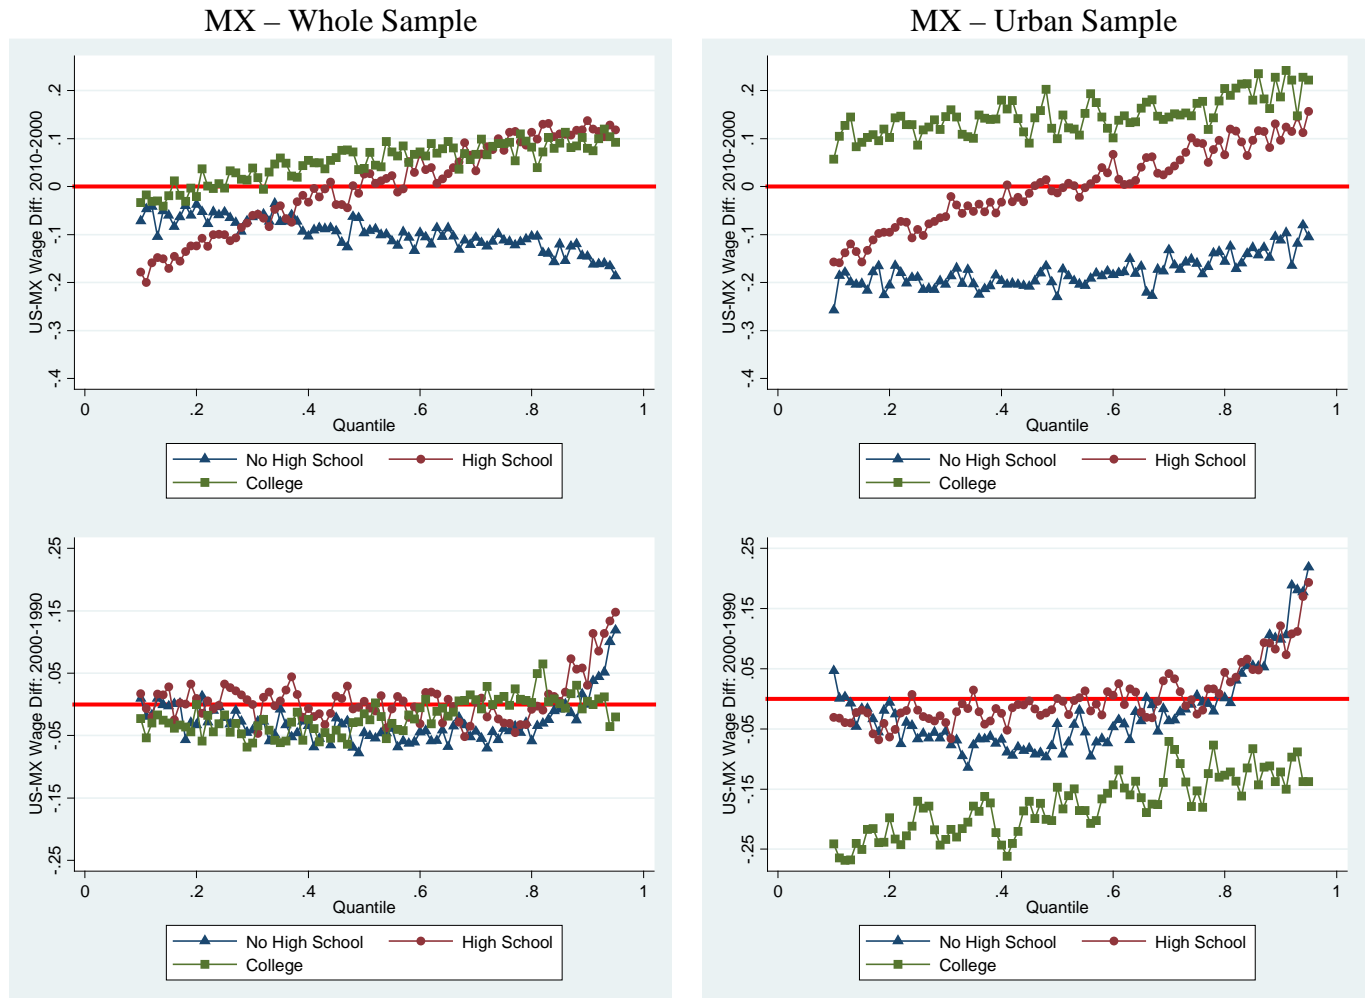 MX – Whole Sample
US-MX Wage Diff: 2010-2000
.2
.1
0
-.1
-.2
-.3
-.4
0 .2 .4 .6 .8 1
Quantile
No High School High School
College
MX – Urban Sample
US-MX Wage Diff: 2010-2000
.2
.1
0
-.1
-.2
-.3
-.4
0 .2 .4 .6 .8 1
Quantile
No High School High School
College
US-MX Wage Diff: 2000-1990
.25
.15
.05
-.05
-.15
-.25
0 .2 .4 .6 .8 1
Quantile
No High School High School
College
US-MX Wage Diff: 2000-1990
.25
.15
.05
-.05
-.15
-.25
0 .2 .4 .6 .8 1
Quantile
No High School High School
College